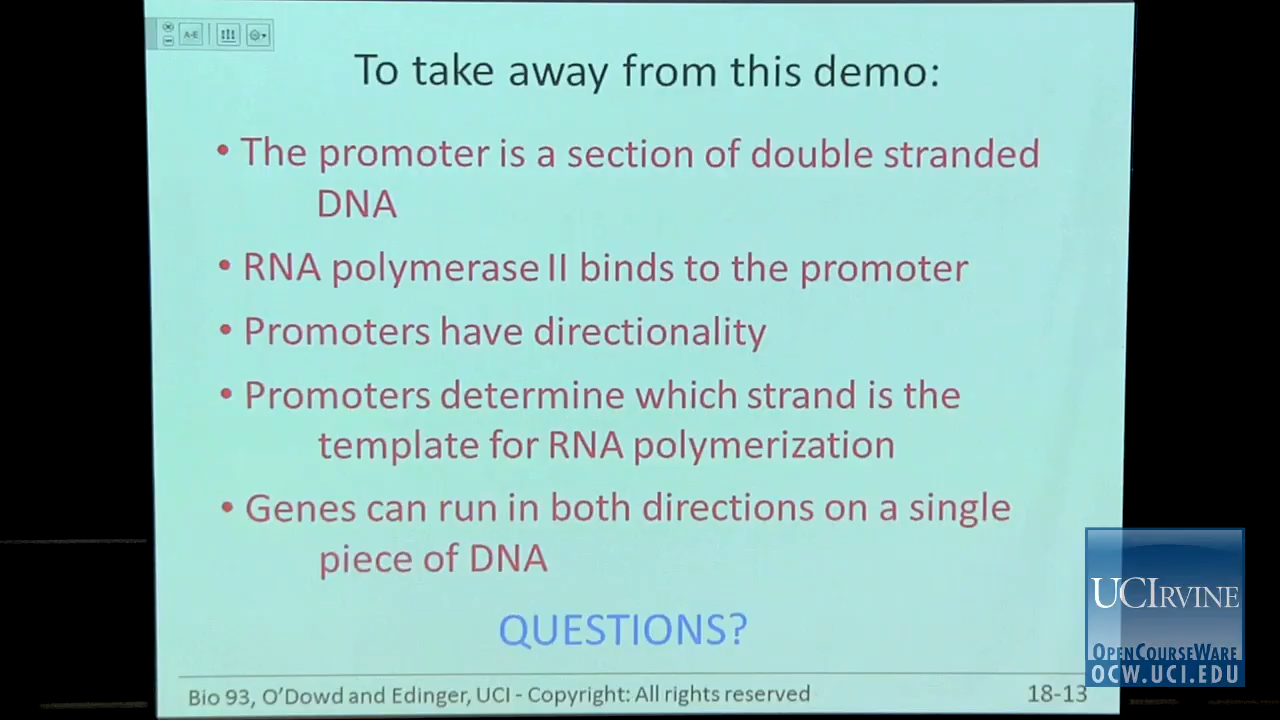 A-E
To take away from this demo:
• The promoter is a section of double stranded
DNA
• RNA polymerase II binds to the promoter
• Promoters have directionality
• Promoters determine which strand is the
template for RNA polymerization
• Genes can run in both directions on a single
piece of DNA
QUESTIONS?
Bio 93, O'Dowd and Edinger, UCI - Copyright: All rights reserved
18-13
UCIRVINE
OPENCOURSEWARE
OCW.UCI.EDU